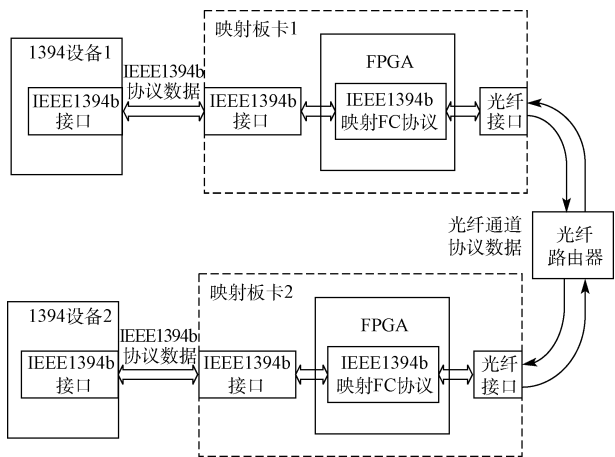 映射板卡1
1394设备1
FPGA
IEEE1394b
协议数据
IEEE1394b
接口
IEEE1394b
接口
IEEE1394b
映射FC协议
光纤
接口
光纤通道
协议数据
光纤
路由器
映射板卡2
1394设备2
FPGA
IEEE1394b
协议数据
IEEE1394b
接口
IEEE1394b
接口
IEEE1394b
映射FC协议
光纤
接口